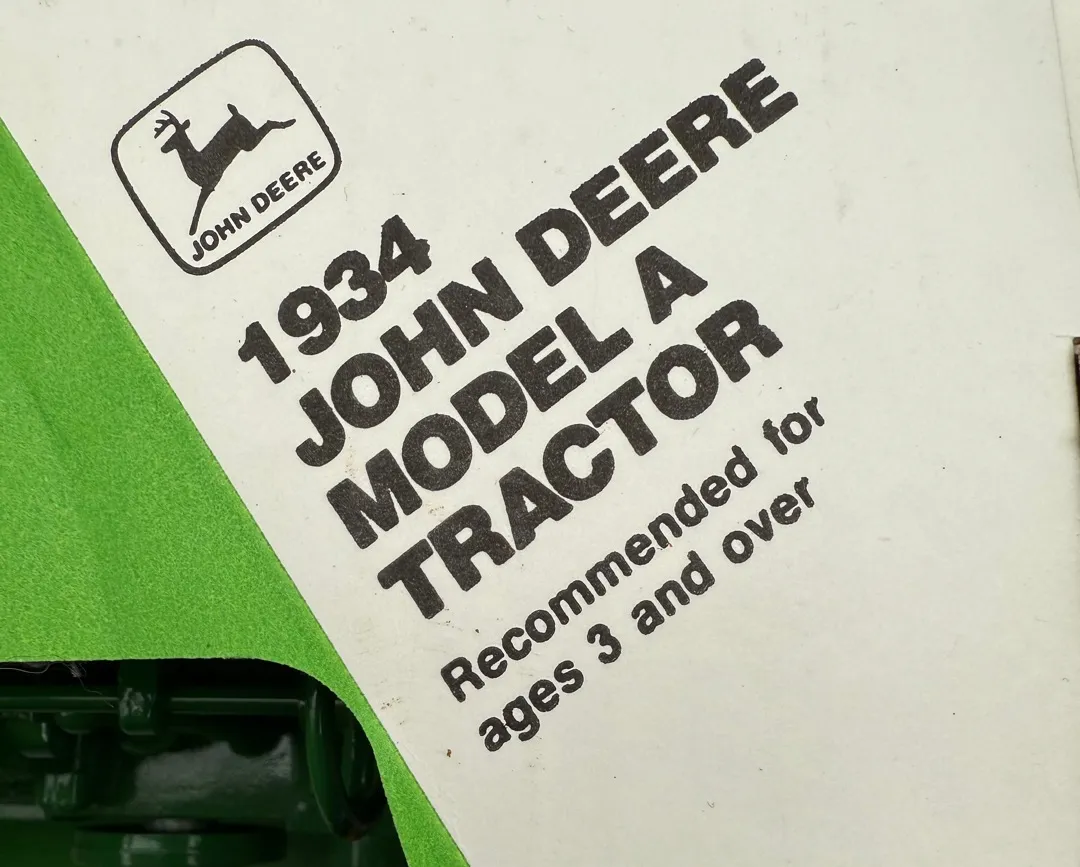 JOHN DEERE
1934
JOHN DEERE
MODEL A
TRACTOR
Recommended for
ages 3 and over